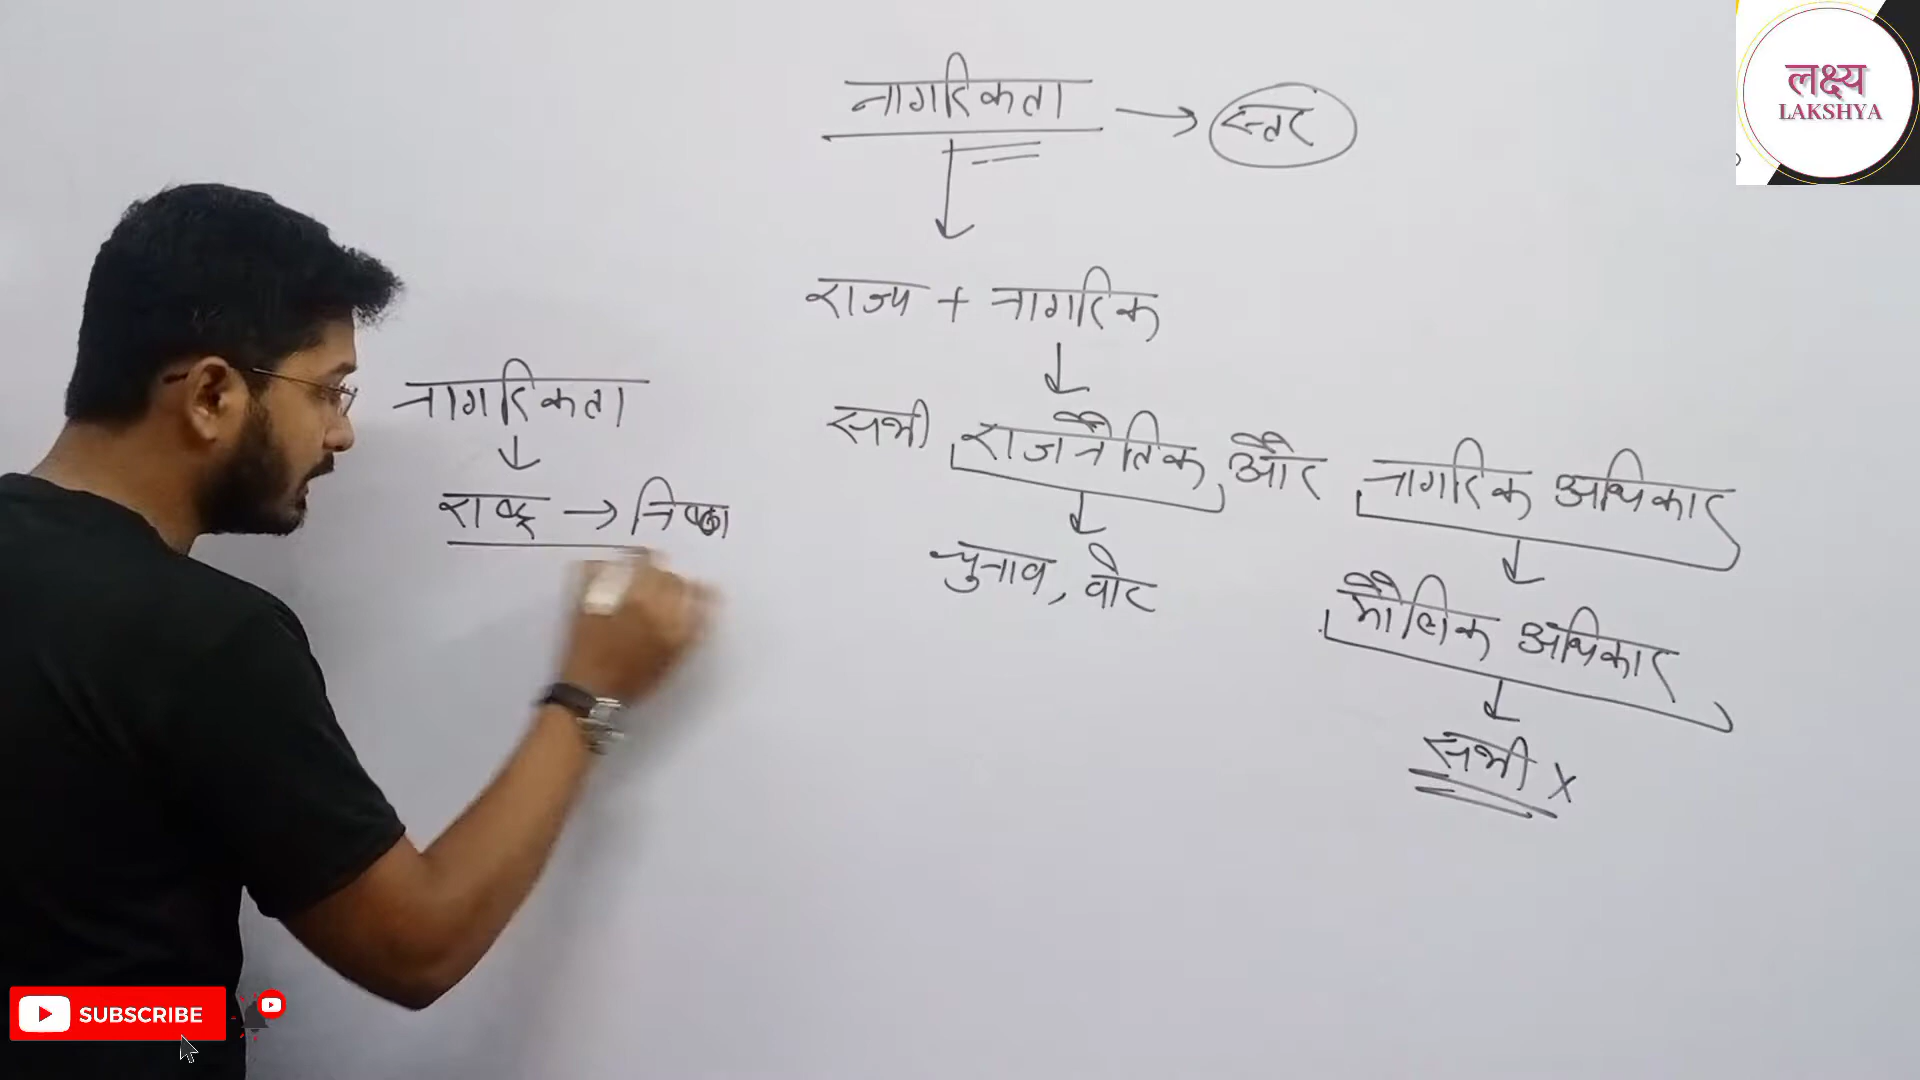 नागरिकता → स्तर
राज्य + नागरिक
सभी राजनैतिक और नागरिक अधिकार
चुनाव, वोट
मौलिक अधिकार
सभी x
नागरिकता
राष्ट्र → निष्ठा
लक्ष्य
LAKSHYA
SUBSCRIBE